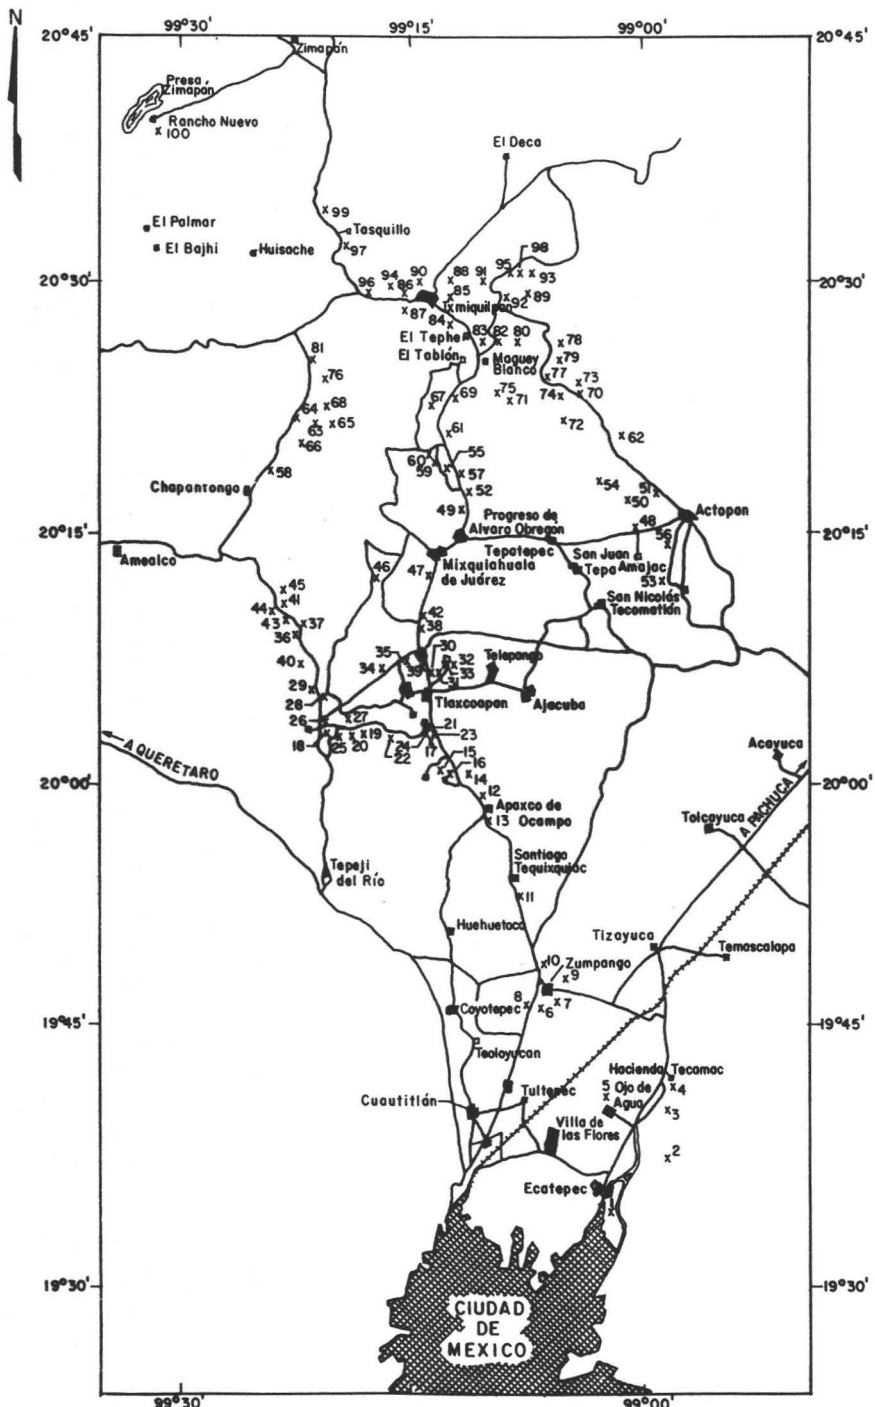 N
99°30'
99°15'
99°00'
20°45'
20°45'
Zimapán
Presa
Zimapán
Rancho Nuevo
100
El Deca
99
El Palmar
Tasquillo
El Bajhi
Huisache
97
98
95
93
20°30'
96
94
86
90
88
91
20°30'
85
92
89
87
84
Ixmiquilpan
El Tephe
83
82
80
78
El Tablón
Maguey
Blanco
79
81
76
77
73
67
69
75
71
74
70
64
68
72
63
65
61
62
66
60
55
58
59
57
54
51
Chapantongo
52
50
Actopan
49
Progreso de
Alvaro Obregón
48
20°15'
56
20°15'
Amealco
Tepatepec
San Juan
Tepa
Amajac
46
47
Mixquiahuala
de Juárez
53
45
San Nicolás
Tecomatlán
44
41
43
37
42
36
38
40
35
30
Telepango
34
39
32
33
31
29
28
Tlaxcoapan
Ajacuba
26
27
21
18
25
20
19
22
24
17
23
A QUERETARO
15
16
14
Acayuca
20°00'
20°00'
12
Apaxco de
Ocampo
13
A PACHUCA
Tolcayuca
Tepeji
del Río
Santiago
Tequixquiac
11
Huehuetoca
Tizayuca
Temascalapa
10
Zumpango
9
8
6
7
Coyotepec
19°45'
19°45'
Teoloyucan
Hacienda
Ojo de
Agua
Tecamac
5
4
Cuautitlán
Tultepec
3
Villa de
las Flores
2
Ecatepec
1
19°30'
19°30'
CIUDAD
DE
MEXICO
99°30'
99°00'